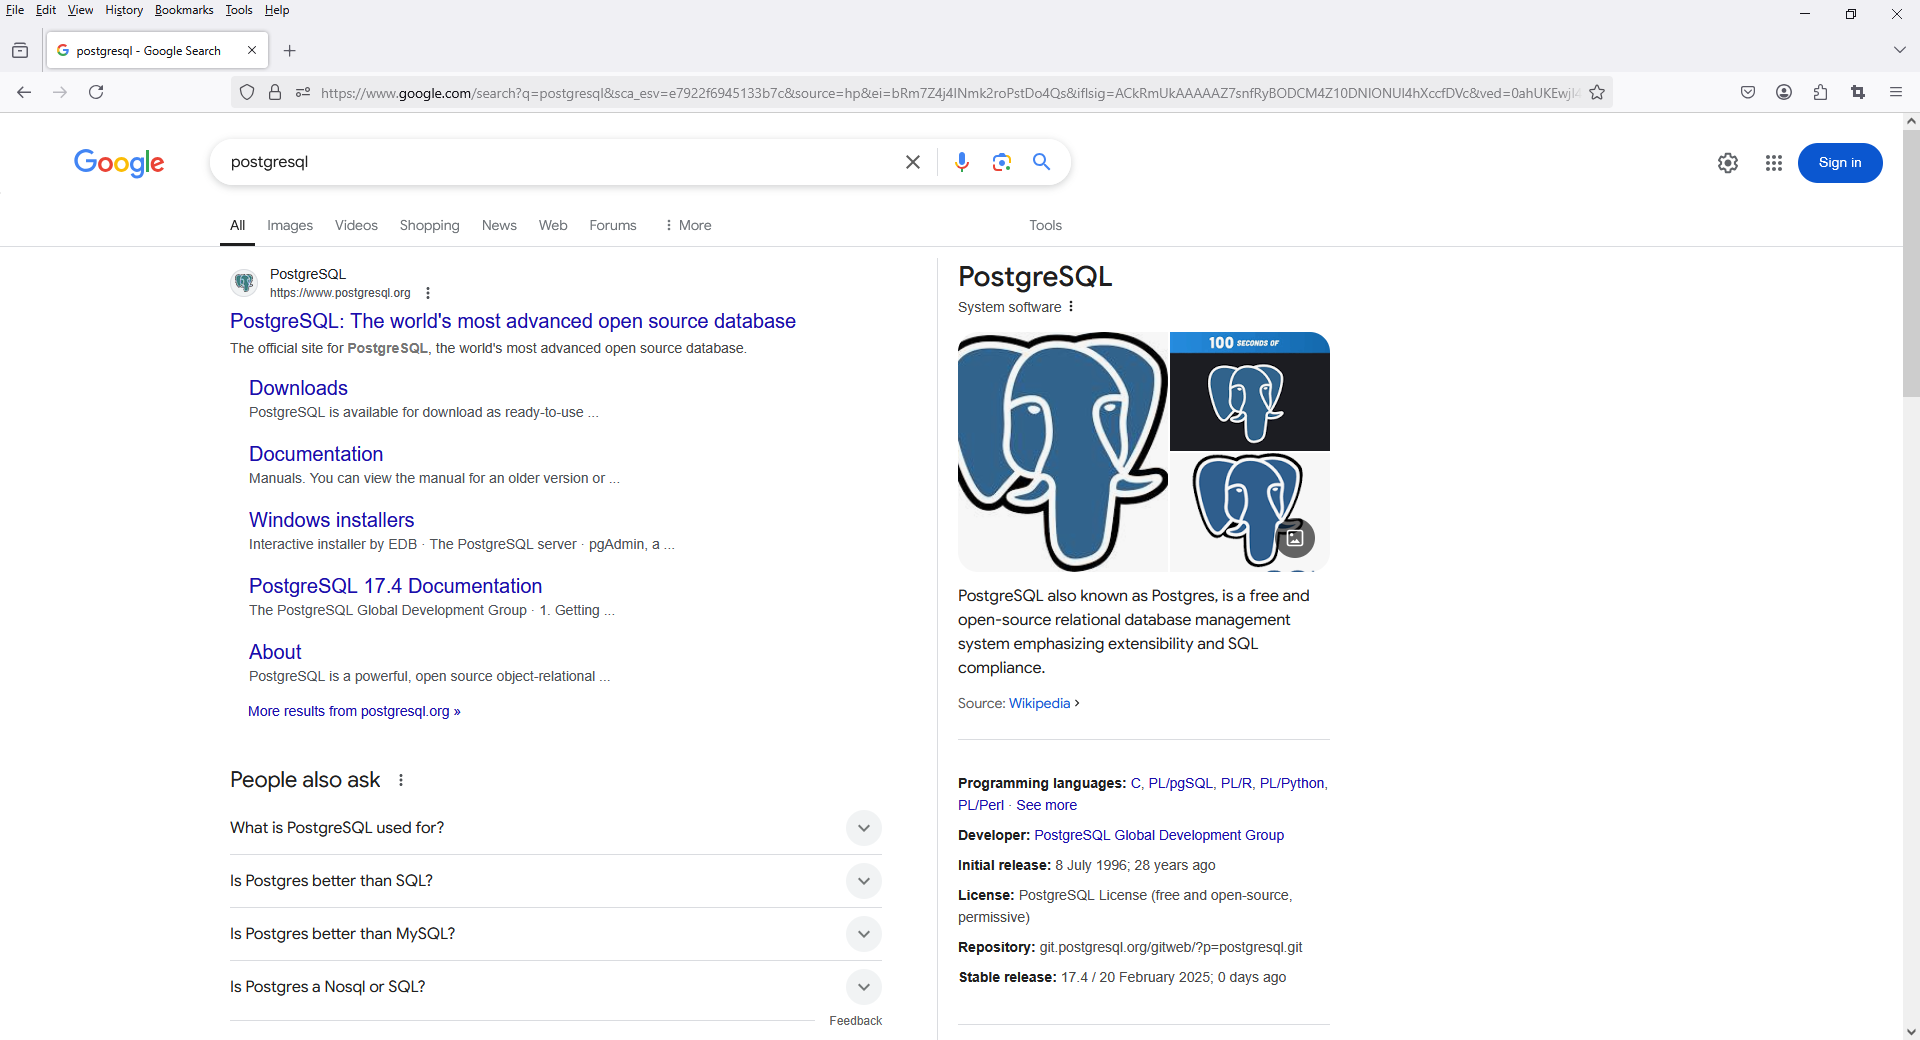 File Edit View History Bookmarks Tools Help
postgresql - Google Search
https://www.google.com/search?q=postgresql&sca_esv=e7922f6945133b7c&source=hp&ei=bRm7Z4j4INmk2roPstDo4Qs&iflsig=ACkRmUkAAAAAZ7snfRyBODCM4Z10DNIONUI4hXccfDVc&ved=0ahUKEwjI4
Google
postgresql
Sign in
All Images Videos Shopping News Web Forums More Tools
PostgreSQL
https://www.postgresql.org
PostgreSQL: The world's most advanced open source database
The official site for PostgreSQL, the world's most advanced open source database.
Downloads
PostgreSQL is available for download as ready-to-use ...
Documentation
Manuals. You can view the manual for an older version or ...
Windows installers
Interactive installer by EDB · The PostgreSQL server · pgAdmin, a ...
PostgreSQL 17.4 Documentation
The PostgreSQL Global Development Group · 1. Getting ...
About
PostgreSQL is a powerful, open source object-relational ...
More results from postgresql.org »
People also ask
What is PostgreSQL used for?
Is Postgres better than SQL?
Is Postgres better than MySQL?
Is Postgres a Nosql or SQL?
Feedback
PostgreSQL
System software
100 SECONDS OF
PostgreSQL also known as Postgres, is a free and
open-source relational database management
system emphasizing extensibility and SQL
compliance.
Source: Wikipedia ›
Programming languages: C, PL/pgSQL, PL/R, PL/Python,
PL/Perl · See more
Developer: PostgreSQL Global Development Group
Initial release: 8 July 1996; 28 years ago
License: PostgreSQL License (free and open-source,
permissive)
Repository: git.postgresql.org/gitweb/?p=postgresql.git
Stable release: 17.4 / 20 February 2025; 0 days ago